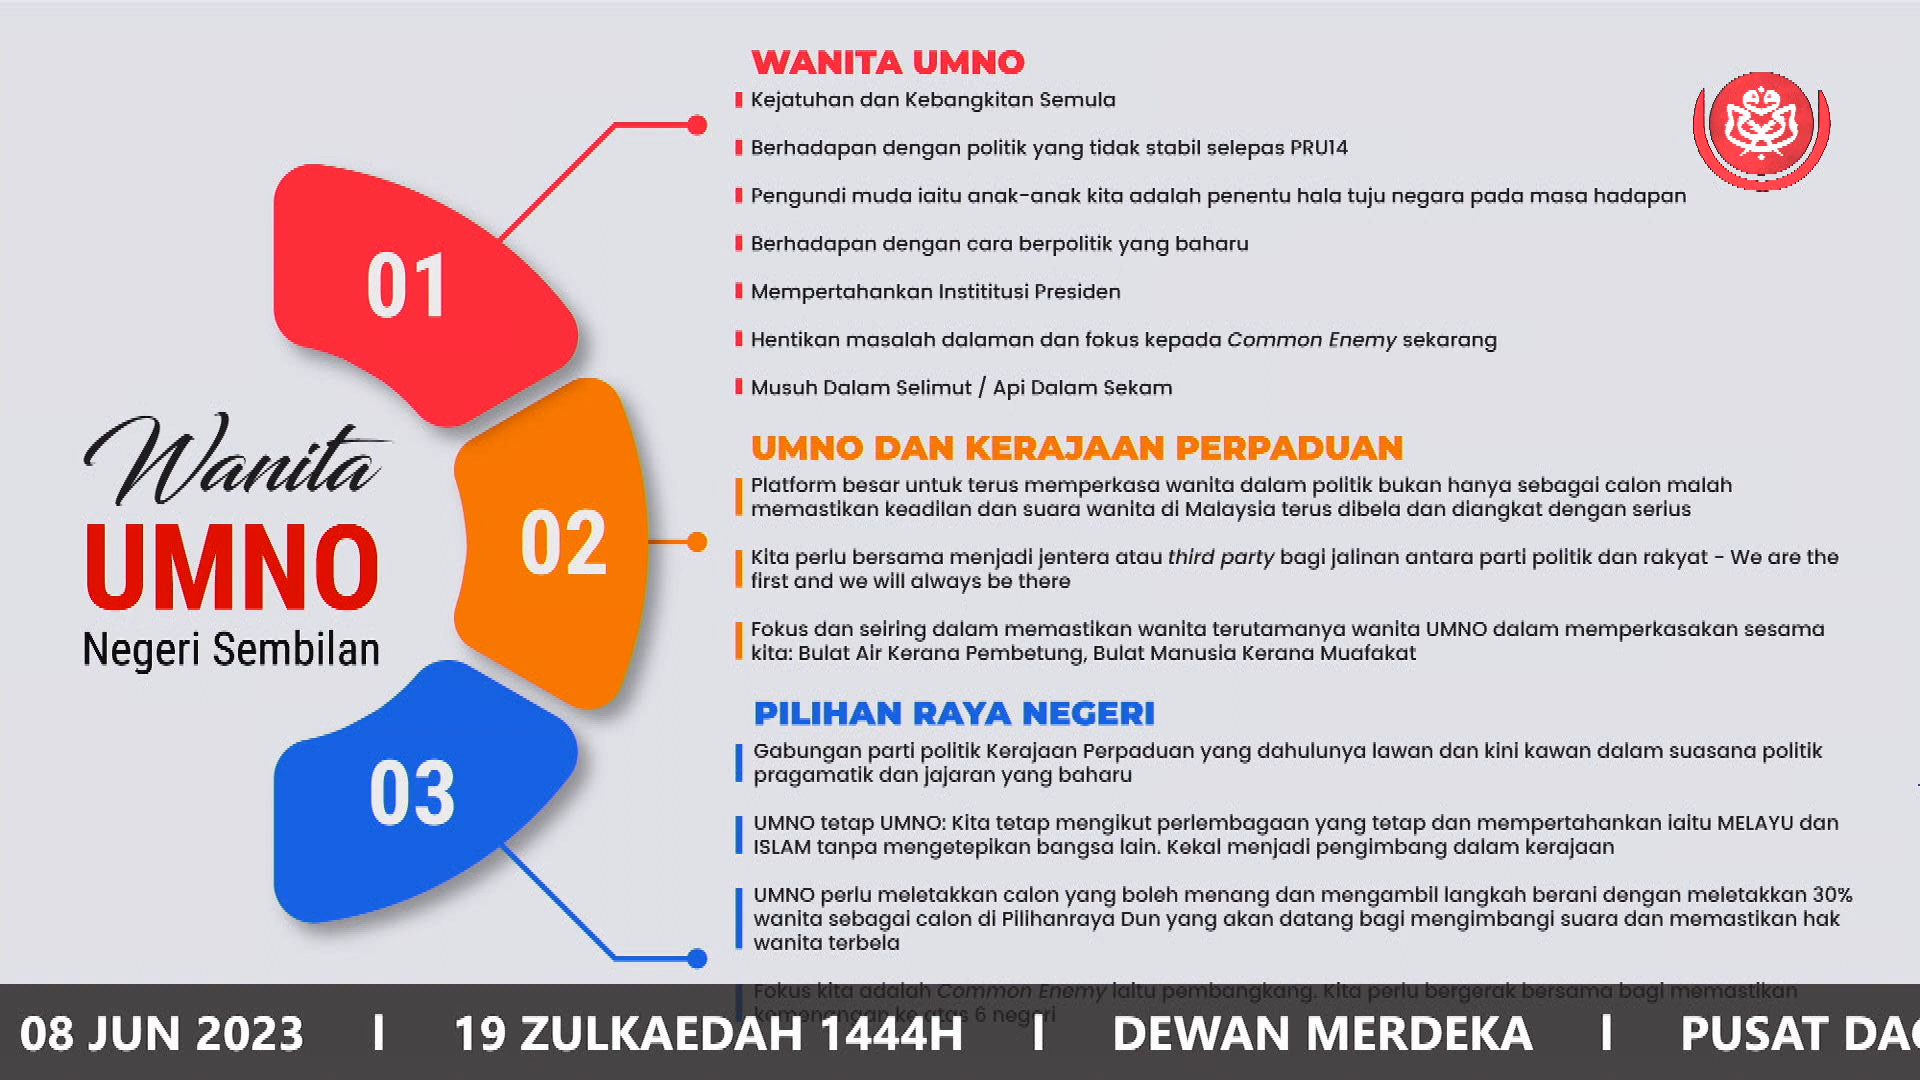 WANITA UMNO
Kejatuhan dan Kebangkitan Semula
Berhadapan dengan politik yang tidak stabil selepas PRU14
Pengundi muda iaitu anak-anak kita adalah penentu hala tuju negara pada masa hadapan
Berhadapan dengan cara berpolitik yang baharu
Mempertahankan Instititusi Presiden
Hentikan masalah dalaman dan fokus kepada Common Enemy sekarang
Musuh Dalam Selimut / Api Dalam Sekam
01
Wanita
UMNO
Negeri Sembilan
UMNO DAN KERAJAAN PERPADUAN
Platform besar untuk terus memperkasa wanita dalam politik bukan hanya sebagai calon malah
memastikan keadilan dan suara wanita di Malaysia terus dibela dan diangkat dengan serius
Kita perlu bersama menjadi jentera atau third party bagi jalinan antara parti politik dan rakyat - We are the
first and we will always be there
Fokus dan seiring dalam memastikan wanita terutamanya wanita UMNO dalam memperkasakan sesama
kita: Bulat Air Kerana Pembetung, Bulat Manusia Kerana Muafakat
02
PILIHAN RAYA NEGERI
Gabungan parti politik Kerajaan Perpaduan yang dahulunya lawan dan kini kawan dalam suasana politik
pragamatik dan jajaran yang baharu
UMNO tetap UMNO: Kita tetap mengikut perlembagaan yang tetap dan mempertahankan iaitu MELAYU dan
ISLAM tanpa mengetepikan bangsa lain. Kekal menjadi pengimbang dalam kerajaan
UMNO perlu meletakkan calon yang boleh menang dan mengambil langkah berani dengan meletakkan 30%
wanita sebagai calon di Pilihanraya Dun yang akan datang bagi mengimbangi suara dan memastikan hak
wanita terbela
Fokus kita adalah Common Enemy iaitu pembangkang. Kita perlu bergerak bersama bagi memastikan
kemenangan ke atas 6 negeri
03
08 JUN 2023 | 19 ZULKAEDAH 1444H | DEWAN MERDEKA | PUSAT DAG